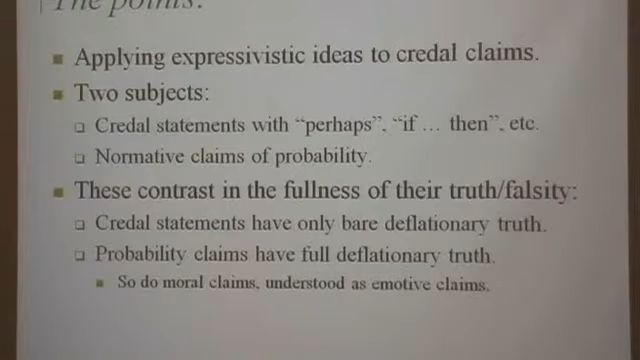 The points:
Applying expressivistic ideas to credal claims.
Two subjects:
Credal statements with "perhaps", "if … then", etc.
Normative claims of probability.
These contrast in the fullness of their truth/falsity:
Credal statements have only bare deflationary truth.
Probability claims have full deflationary truth.
So do moral claims, understood as emotive claims.